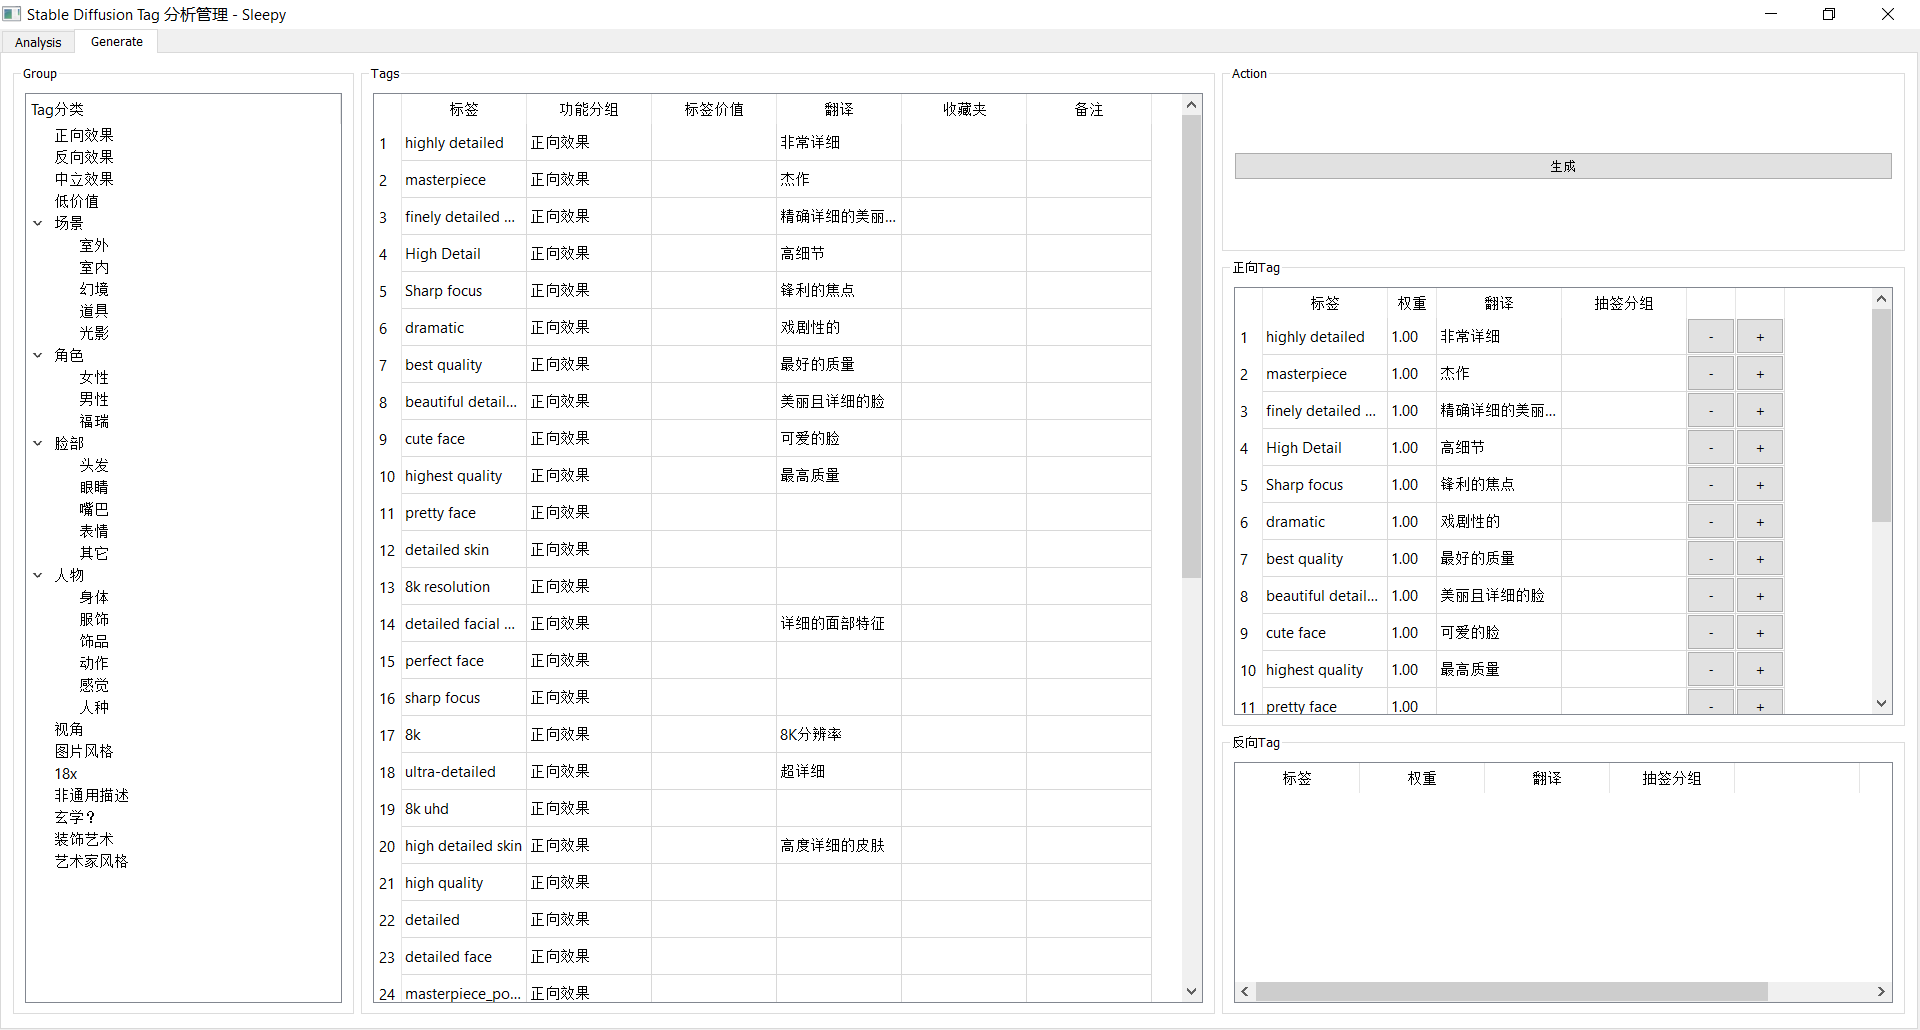 Stable Diffusion Tag 分析管理 - Sleepy
Analysis Generate
Group
Tag分类
正向效果
反向效果
中立效果
低价值
场景
室外
室内
幻境
道具
光影
角色
女性
男性
福瑞
脸部
头发
眼睛
嘴巴
表情
其它
人物
身体
服饰
饰品
动作
感觉
人种
视角
图片风格
18x
非通用描述
玄学？
装饰艺术
艺术家风格
Tags
标签 功能分组 标签价值 翻译 收藏夹 备注
1 highly detailed 正向效果 非常详细
2 masterpiece 正向效果 杰作
3 finely detailed ... 正向效果 精确详细的美丽...
4 High Detail 正向效果 高细节
5 Sharp focus 正向效果 锋利的焦点
6 dramatic 正向效果 戏剧性的
7 best quality 正向效果 最好的质量
8 beautiful detail... 正向效果 美丽且详细的脸
9 cute face 正向效果 可爱的脸
10 highest quality 正向效果 最高质量
11 pretty face 正向效果
12 detailed skin 正向效果
13 8k resolution 正向效果
14 detailed facial ... 正向效果 详细的面部特征
15 perfect face 正向效果
16 sharp focus 正向效果
17 8k 正向效果 8K分辨率
18 ultra-detailed 正向效果 超详细
19 8k uhd 正向效果
20 high detailed skin 正向效果 高度详细的皮肤
21 high quality 正向效果
22 detailed 正向效果
23 detailed face 正向效果
24 masterpiece_po... 正向效果
Action
生成
正向Tag
标签 权重 翻译 抽签分组
1 highly detailed 1.00 非常详细 - +
2 masterpiece 1.00 杰作 - +
3 finely detailed ... 1.00 精确详细的美丽... - +
4 High Detail 1.00 高细节 - +
5 Sharp focus 1.00 锋利的焦点 - +
6 dramatic 1.00 戏剧性的 - +
7 best quality 1.00 最好的质量 - +
8 beautiful detail... 1.00 美丽且详细的脸 - +
9 cute face 1.00 可爱的脸 - +
10 highest quality 1.00 最高质量 - +
11 pretty face 1.00 - +
反向Tag
标签 权重 翻译 抽签分组